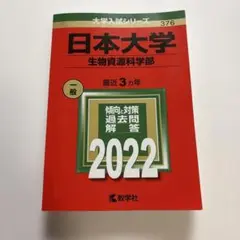 大学入試シリーズ
376
日本大学
生物資源科学部
最近3カ年
一般
傾向と対策
過去問
解答
2022
教学社